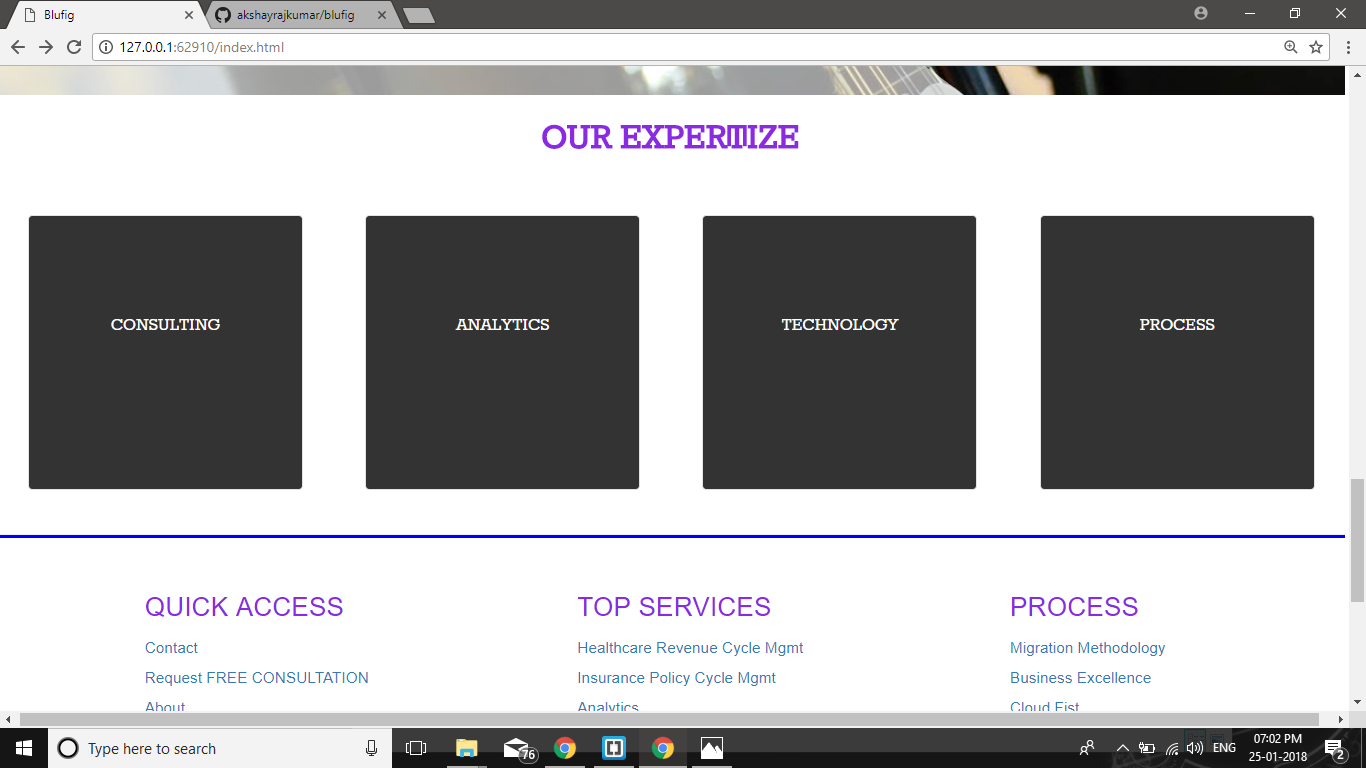 Blufig
akshayrajkumar/blufig
127.0.0.1:62910/index.html
OUR EXPERTIZE
CONSULTING
ANALYTICS
TECHNOLOGY
PROCESS
QUICK ACCESS
Contact
Request FREE CONSULTATION
About
TOP SERVICES
Healthcare Revenue Cycle Mgmt
Insurance Policy Cycle Mgmt
Analytics
PROCESS
Migration Methodology
Business Excellence
Cloud Fist
Type here to search
76
ENG
07:02 PM
25-01-2018
2